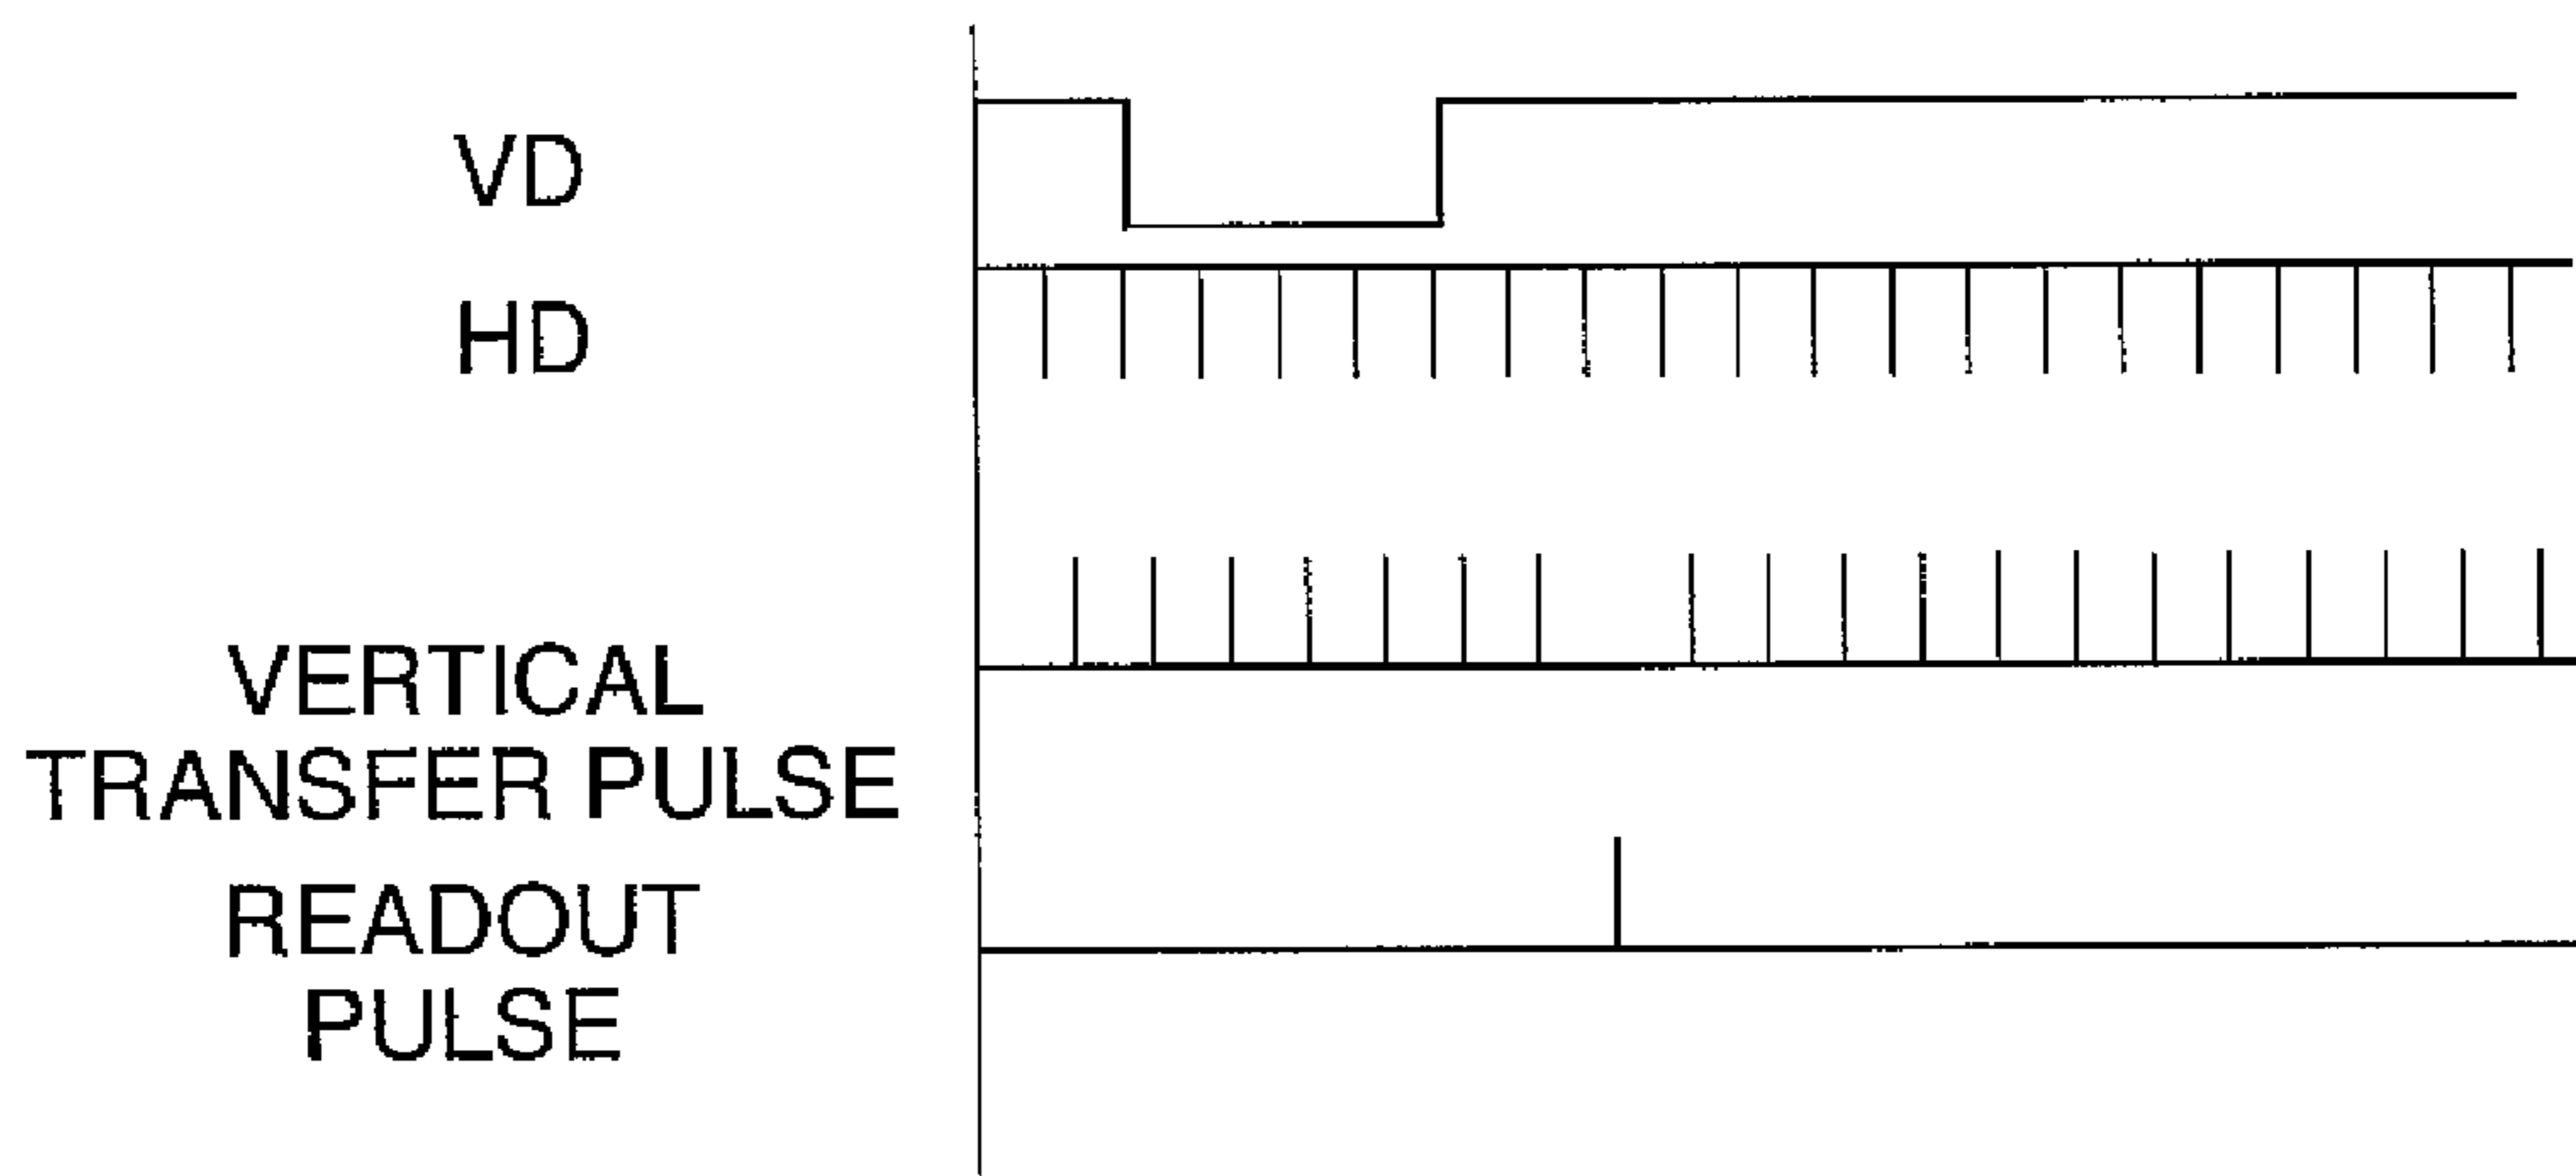 VD
HD
VERTICAL
TRANSFER PULSE
READOUT
PULSE